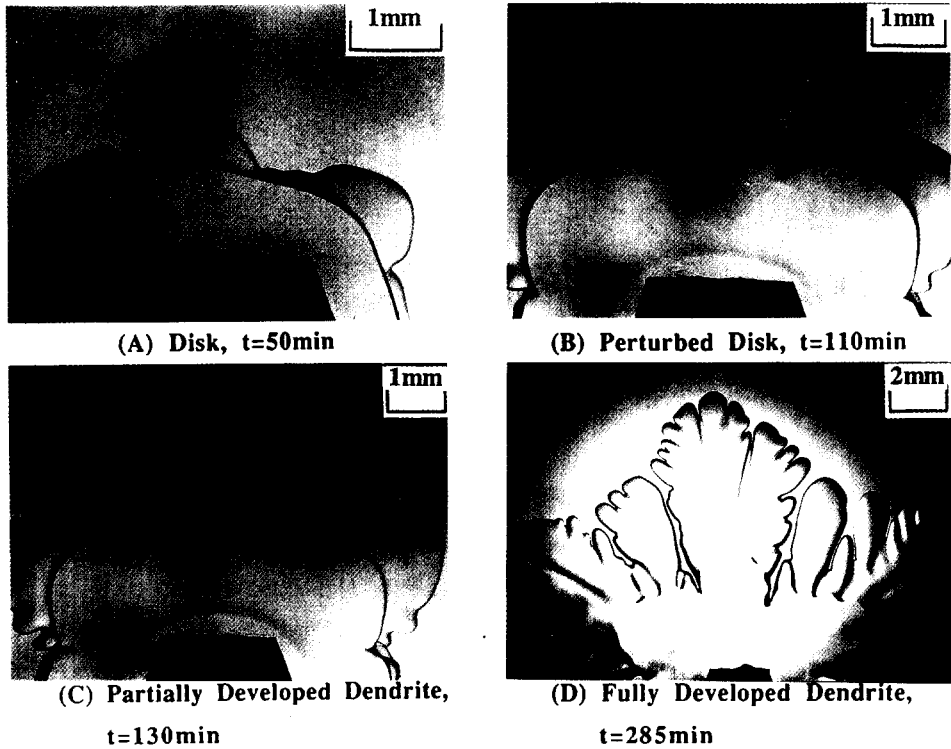 1mm
1mm
(A) Disk, t=50min
(B) Perturbed Disk, t=110min
1mm
2mm
(C) Partially Developed Dendrite,
t=130min
(D) Fully Developed Dendrite,
t=285min